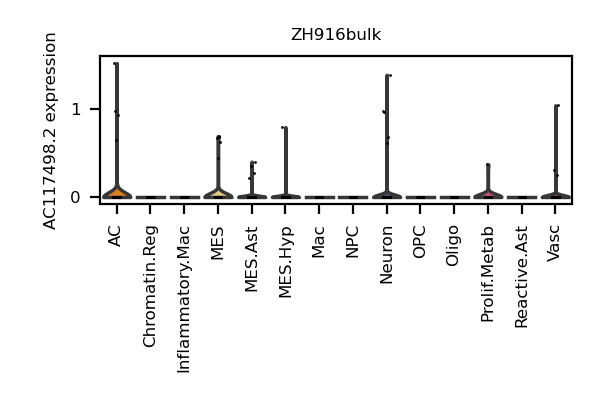 ZH916bulk
AC117498.2 expression
1
0
AC
Chromatin.Reg
Inflammatory.Mac
MES
MES.Ast
MES.Hyp
Mac
NPC
Neuron
OPC
Oligo
Prolif.Metab
Reactive.Ast
Vasc